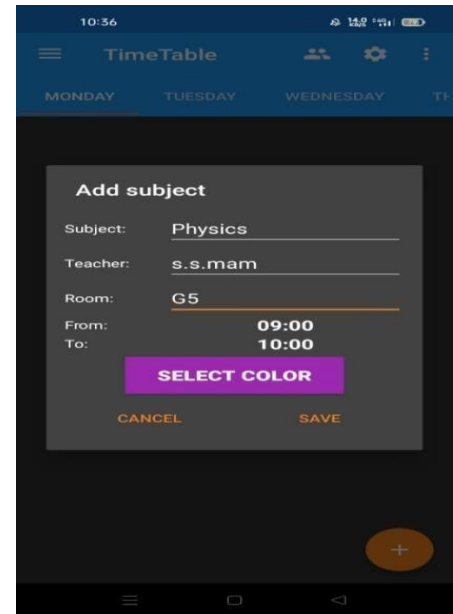 10:36
TimeTable
MONDAY TUESDAY WEDNESDAY TH
Add subject
Subject: Physics
Teacher: s.s.mam
Room: G5
From: 09:00
To: 10:00
SELECT COLOR
CANCEL SAVE
+